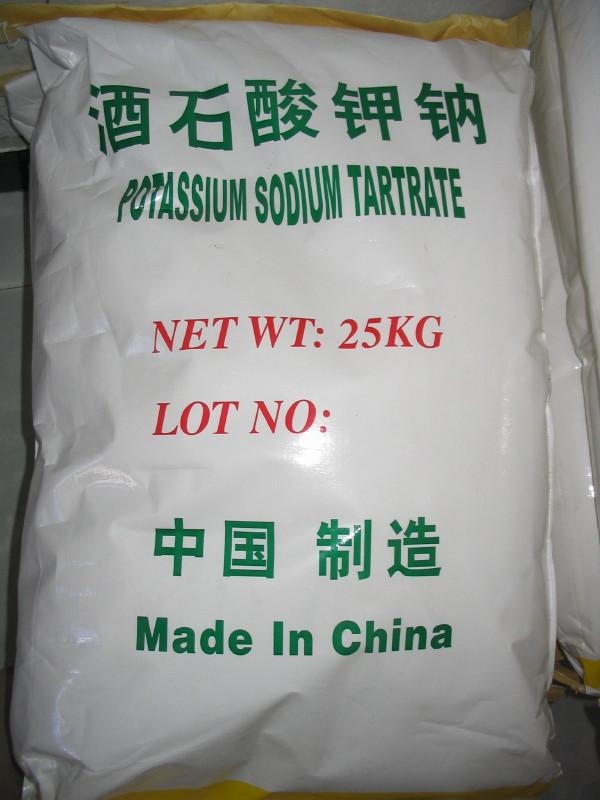 酒石酸钾钠
POTASSIUM SODIUM TARTRATE
NET WT: 25KG
LOT NO:
中国 制造
Made In China